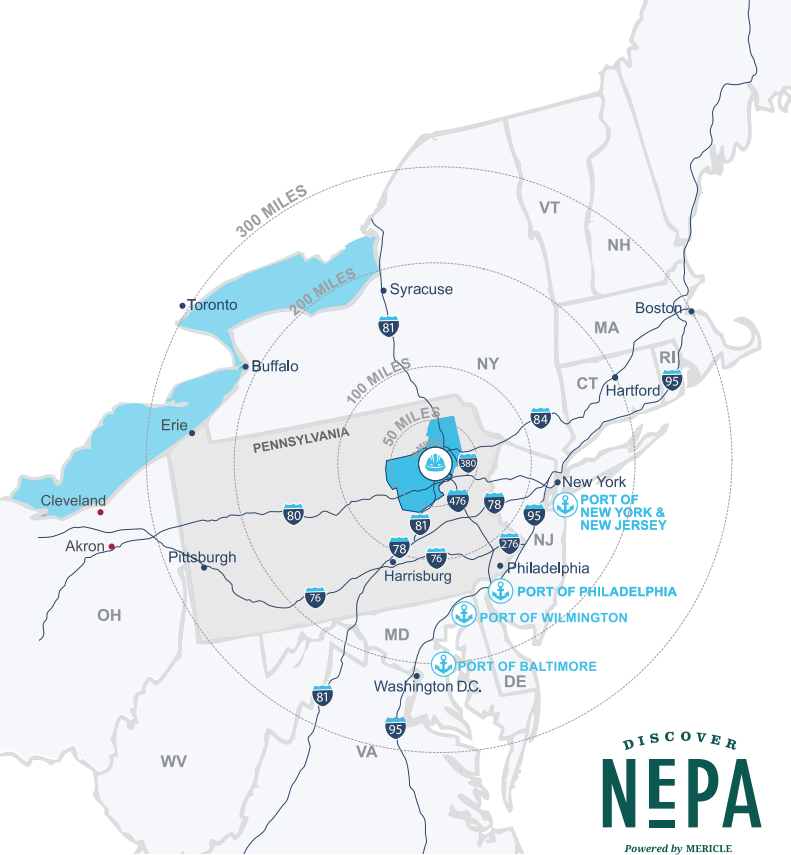 300 MILES
VT
NH
200 MILES
Toronto
Syracuse
Boston
81
MA
RI
100 MILES
NY
Buffalo
CT
Hartford
95
84
50 MILES
Erie
PENNSYLVANIA
380
New York
476
78
PORT OF
NEW YORK &
NEW JERSEY
Cleveland
80
95
81
NJ
Akron
78
276
76
Pittsburgh
Harrisburg
Philadelphia
PORT OF PHILADELPHIA
76
OH
PORT OF WILMINGTON
MD
PORT OF BALTIMORE
Washington D.C.
DE
81
95
VA
WV
DISCOVER
NEPA
Powered by MERICLE